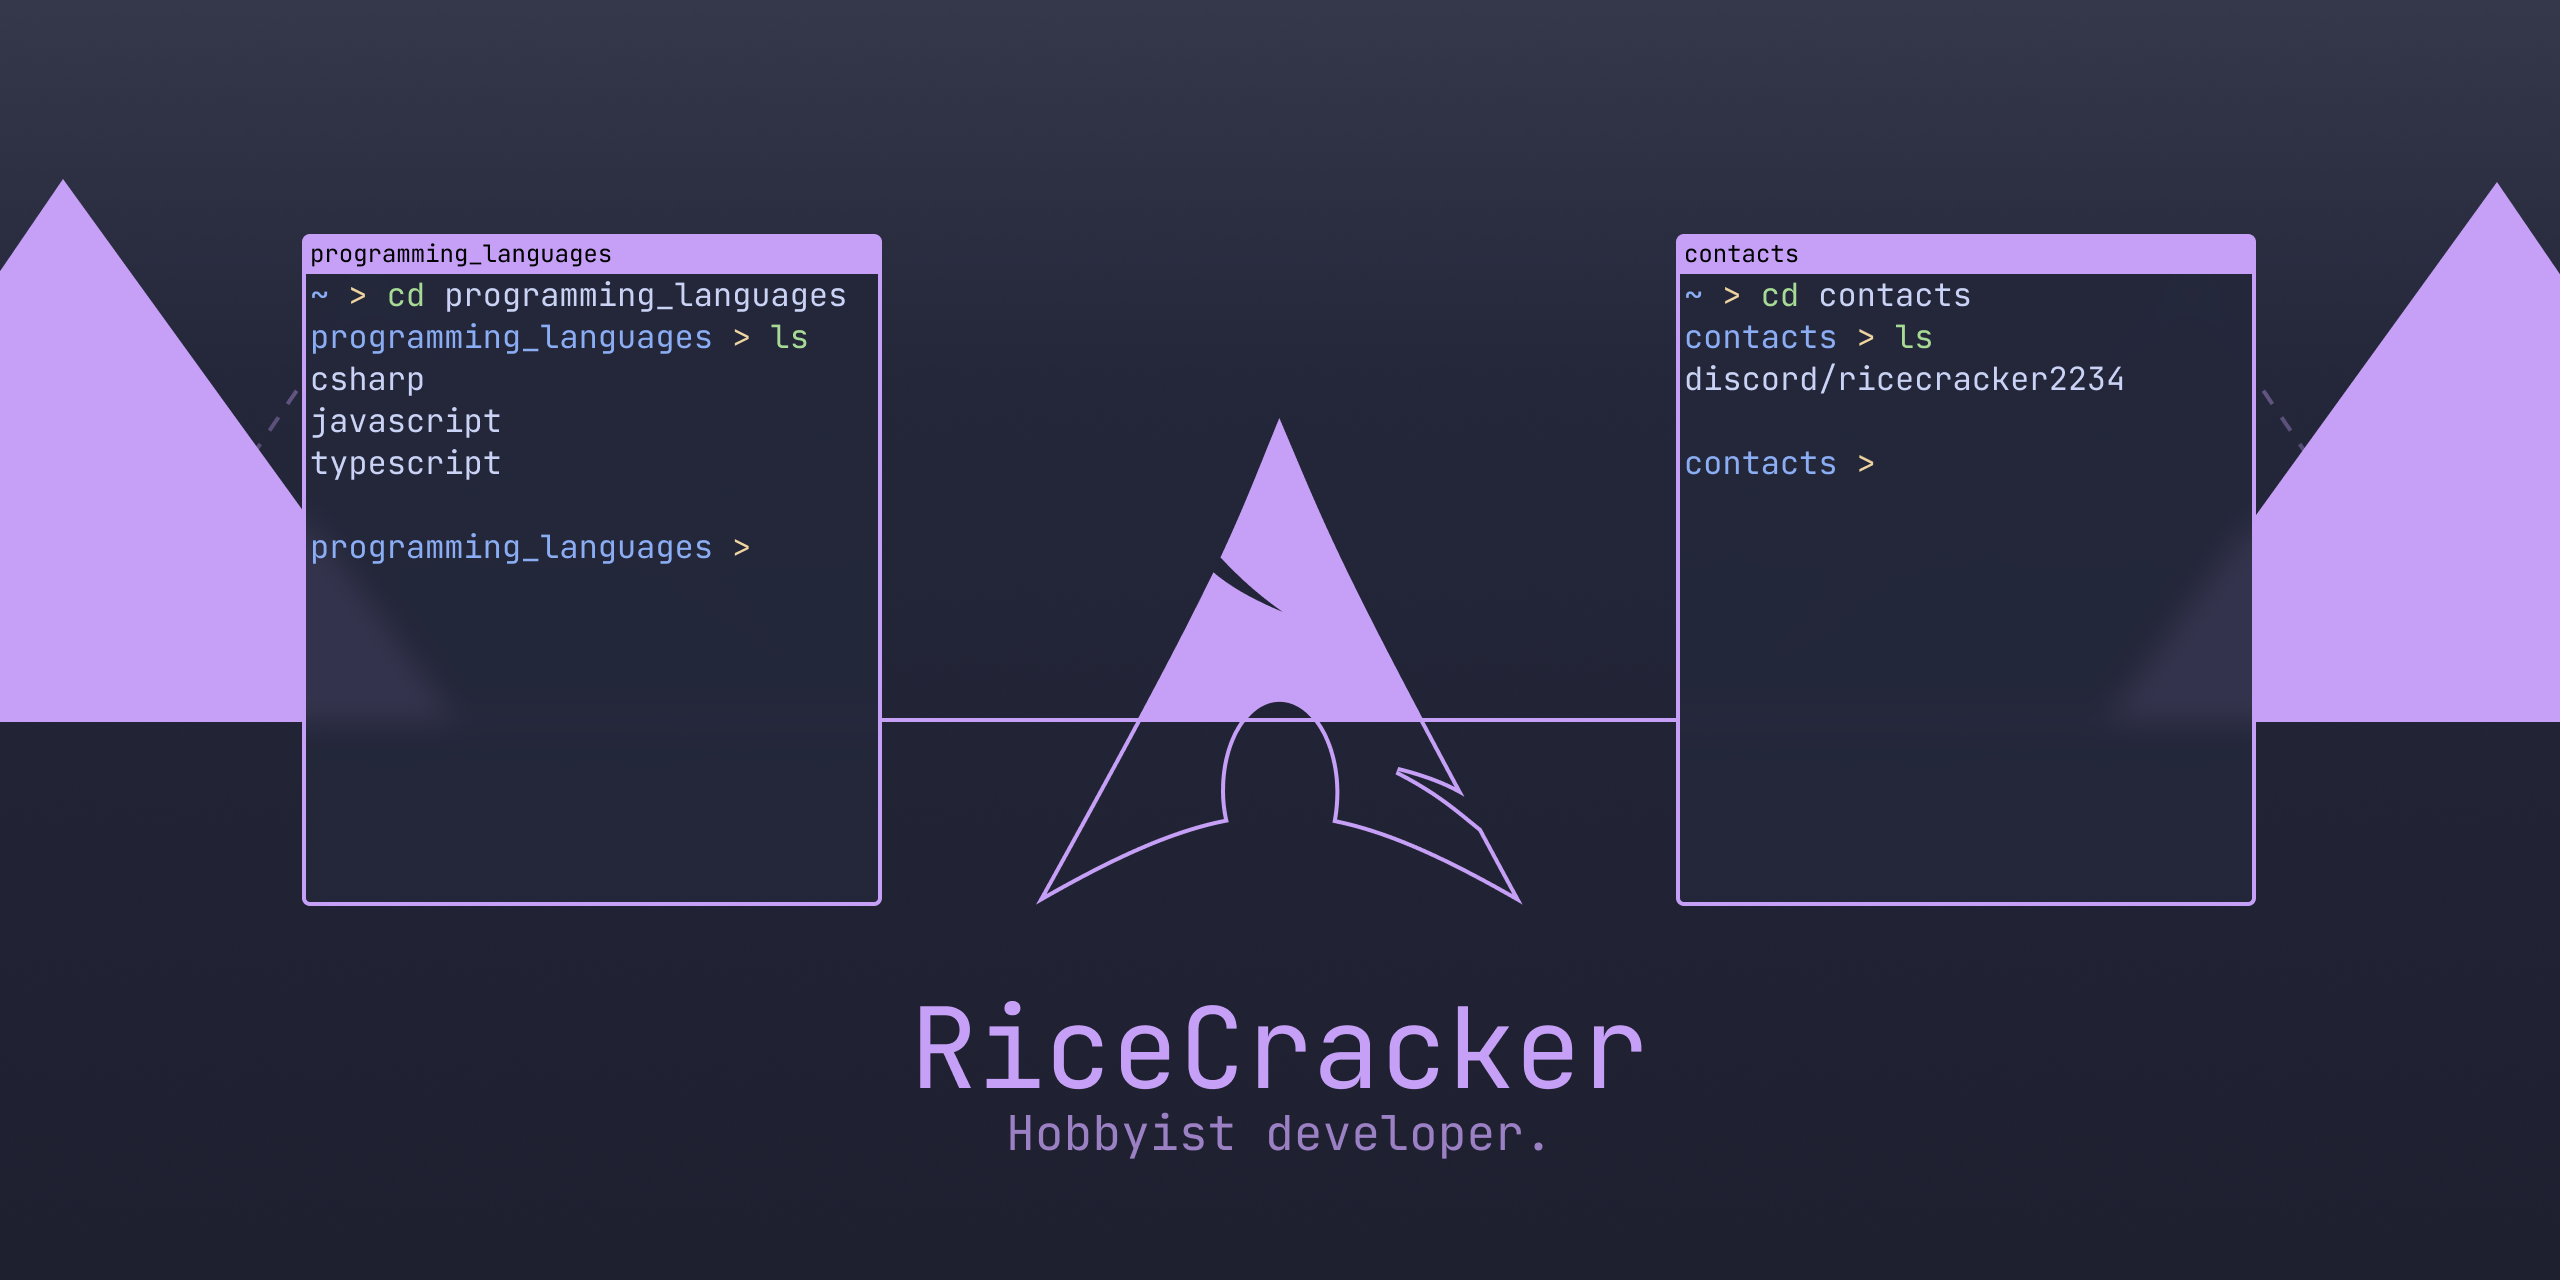 programming_languages
~ > cd programming_languages
programming_languages > ls
csharp
javascript
typescript
programming_languages >
contacts
~ > cd contacts
contacts > ls
discord/ricecracker2234
contacts >
RiceCracker
Hobbyist developer.